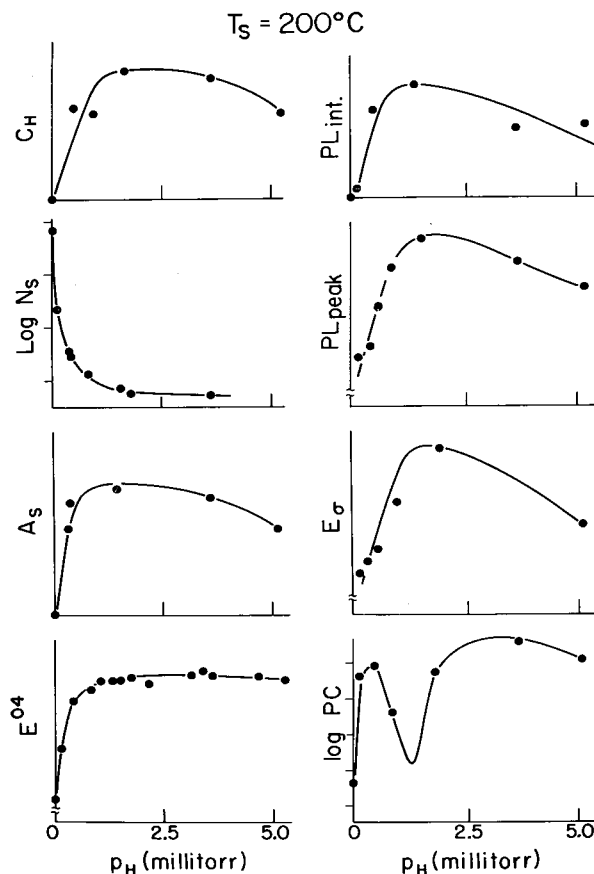 T_S = 200°C
C_H
PL int.
Log N_S
PL peak
A_S
E_σ
E^04
log PC
0 2.5 5.0
0 2.5 5.0
p_H (millitorr)
p_H (millitorr)